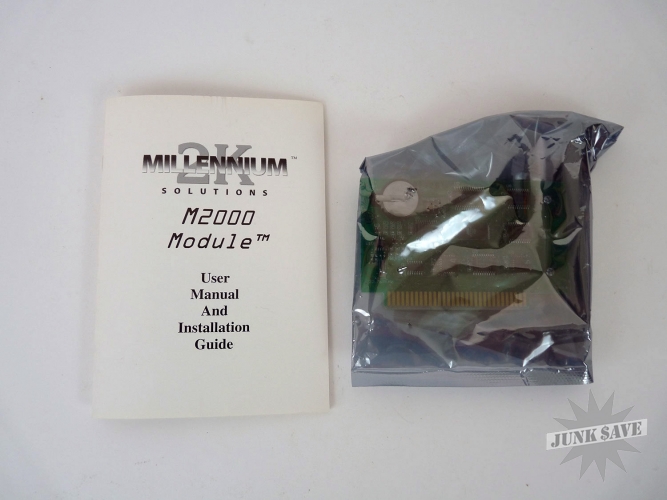 2K
MILLENNIUM™
SOLUTIONS
M2000
Module™
User
Manual
And
Installation
Guide
JUNK SAVE